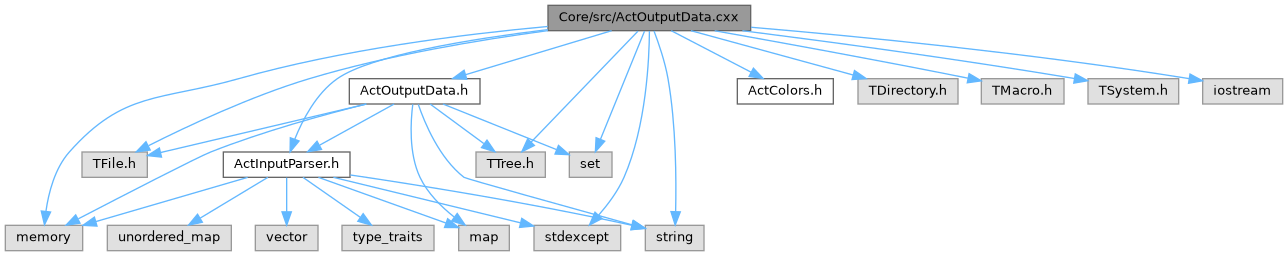 Core/src/ActOutputData.cxx
ActOutputData.h
ActColors.h
TDirectory.h
TMacro.h
TSystem.h
iostream
TFile.h
ActInputParser.h
TTree.h
set
memory
unordered_map
vector
type_traits
map
stdexcept
string